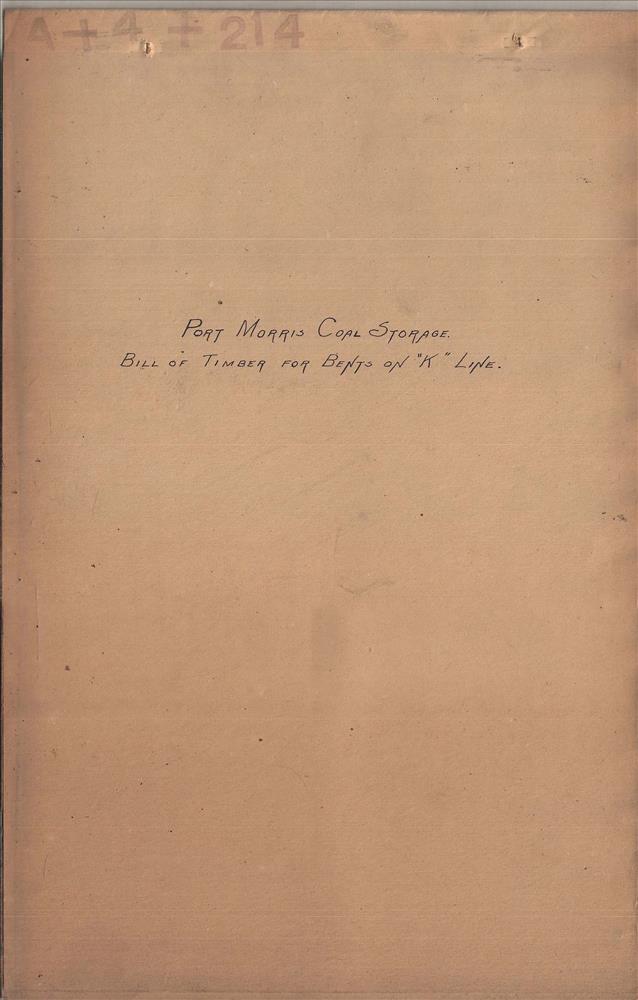 A+4+214
Port Morris Coal Storage.
Bill of Timber for Bents on "K" Line.